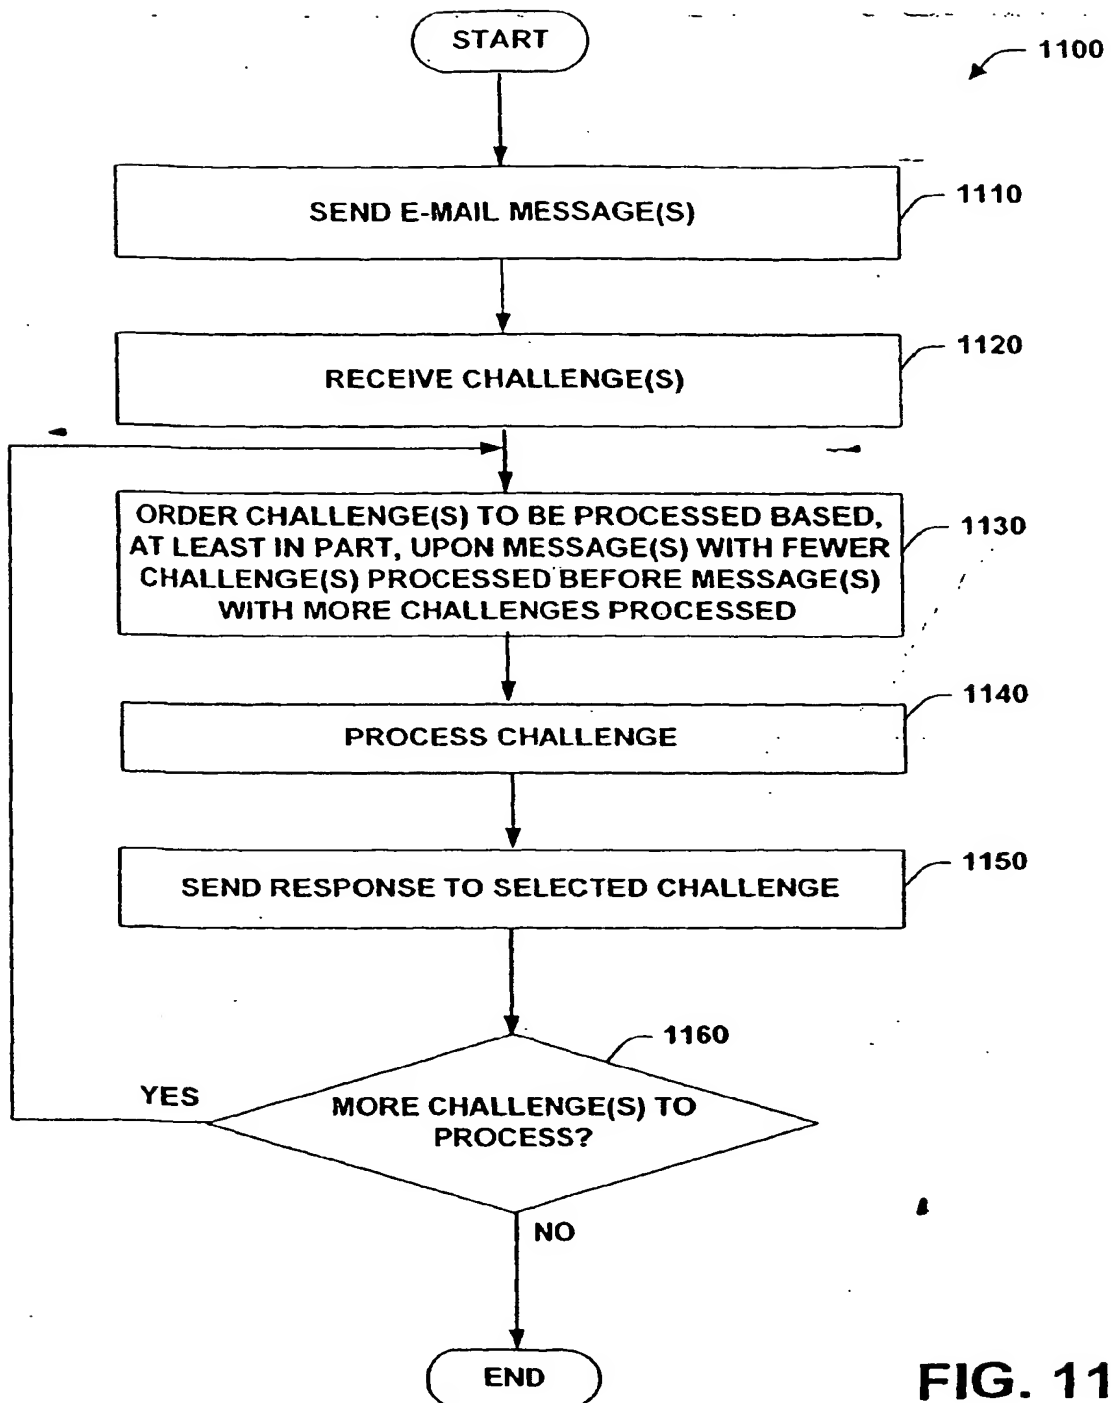 START
1100
SEND E-MAIL MESSAGE(S)
1110
RECEIVE CHALLENGE(S)
1120
ORDER CHALLENGE(S) TO BE PROCESSED BASED,
AT LEAST IN PART, UPON MESSAGE(S) WITH FEWER
CHALLENGE(S) PROCESSED BEFORE MESSAGE(S)
WITH MORE CHALLENGES PROCESSED
1130
PROCESS CHALLENGE
1140
SEND RESPONSE TO SELECTED CHALLENGE
1150
1160
YES
MORE CHALLENGE(S) TO
PROCESS?
NO
END
FIG. 11